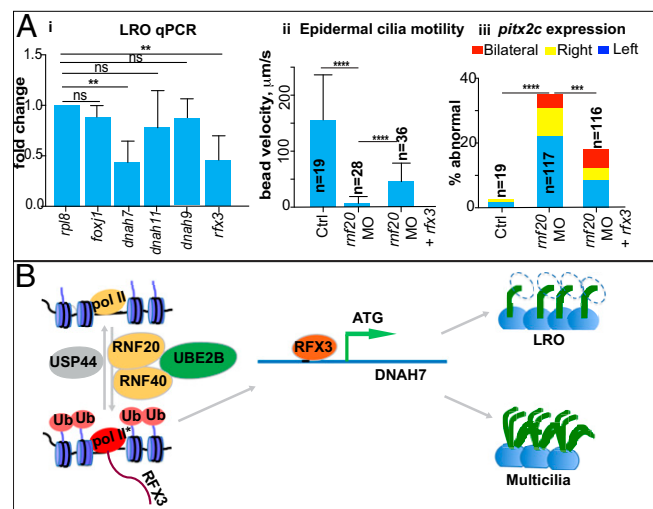 A
i
LRO qPCR
ns
**
ns
**
ns
fold change
1.0
0.5
0.0
rpl8
foxj1
dnah7
dnah11
dnah9
rfx3
ii Epidermal cilia motility
****
****
bead velocity, µm/s
200
100
0
n=19
n=28
n=36
Ctrl
rnf20 MO
rnf20 MO + rfx3
iii pitx2c expression
Bilateral Right Left
****
***
% abnormal
40
20
0
n=19
n=117
n=116
Ctrl
rnf20 MO
rnf20 MO + rfx3
B
pol II
USP44
RNF20
RNF40
UBE2B
Ub Ub
Ub Ub
pol II*
RFX3
RFX3
ATG
DNAH7
LRO
Multicilia